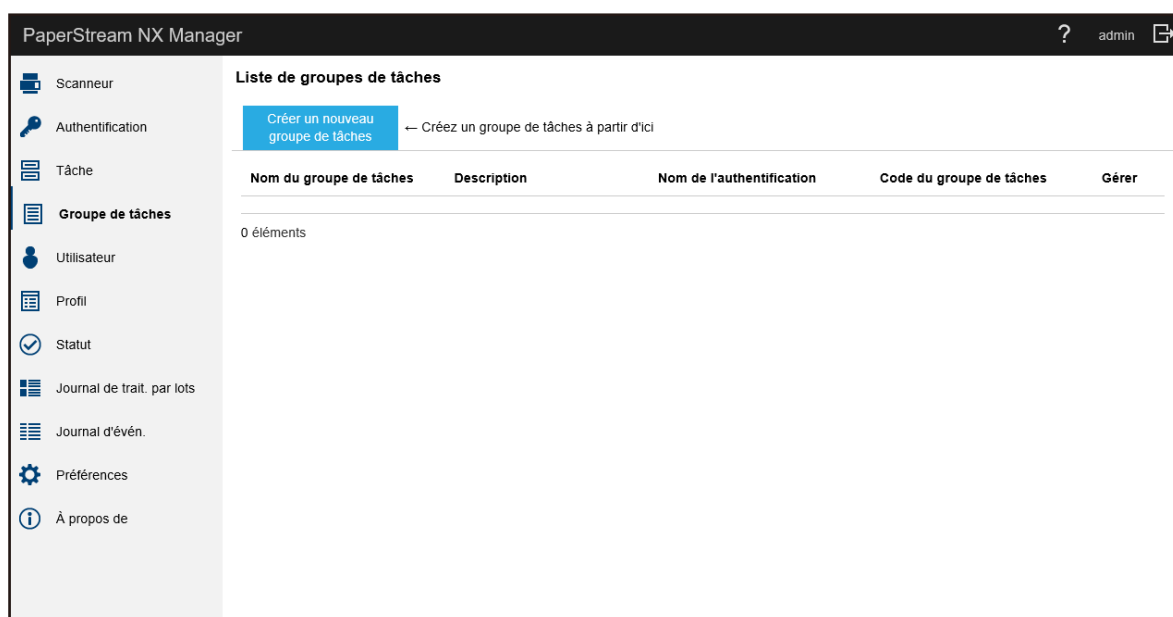 PaperStream NX Manager
? admin
Scanneur
Authentification
Tâche
Groupe de tâches
Utilisateur
Profil
Statut
Journal de trait. par lots
Journal d'évén.
Préférences
À propos de
Liste de groupes de tâches
Créer un nouveau
groupe de tâches
← Créez un groupe de tâches à partir d'ici
Nom du groupe de tâches Description Nom de l'authentification Code du groupe de tâches Gérer
0 éléments